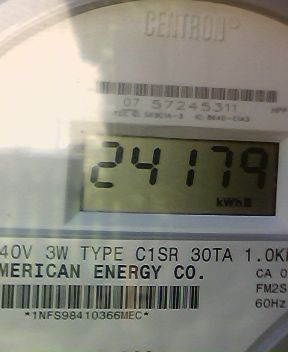 CENTRON
07 57245311
24179
kWh
40V 3W TYPE C1SR 30TA 1.0K
MERICAN ENERGY CO.
CA 0
FM2S
60Hz
*1NFS98410366MEC*